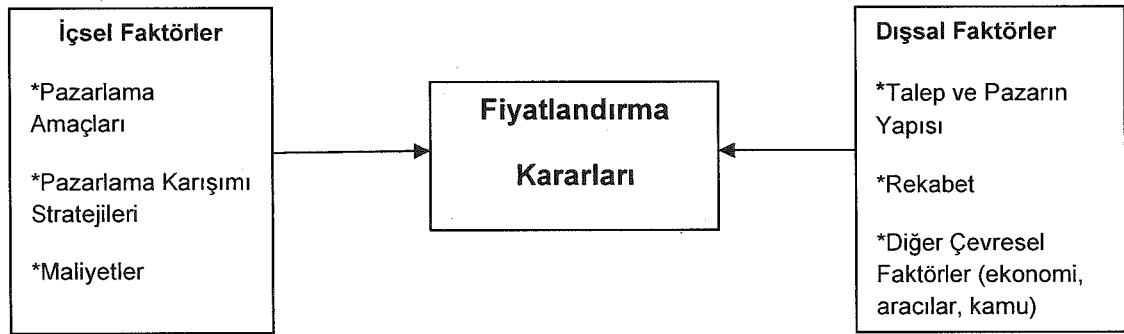 İçsel Faktörler
*Pazarlama
Amaçları
*Pazarlama Karışımı
Stratejileri
*Maliyetler
Fiyatlandırma
Kararları
Dışsal Faktörler
*Talep ve Pazarın
Yapısı
*Rekabet
*Diğer Çevresel
Faktörler (ekonomi,
aracılar, kamu)